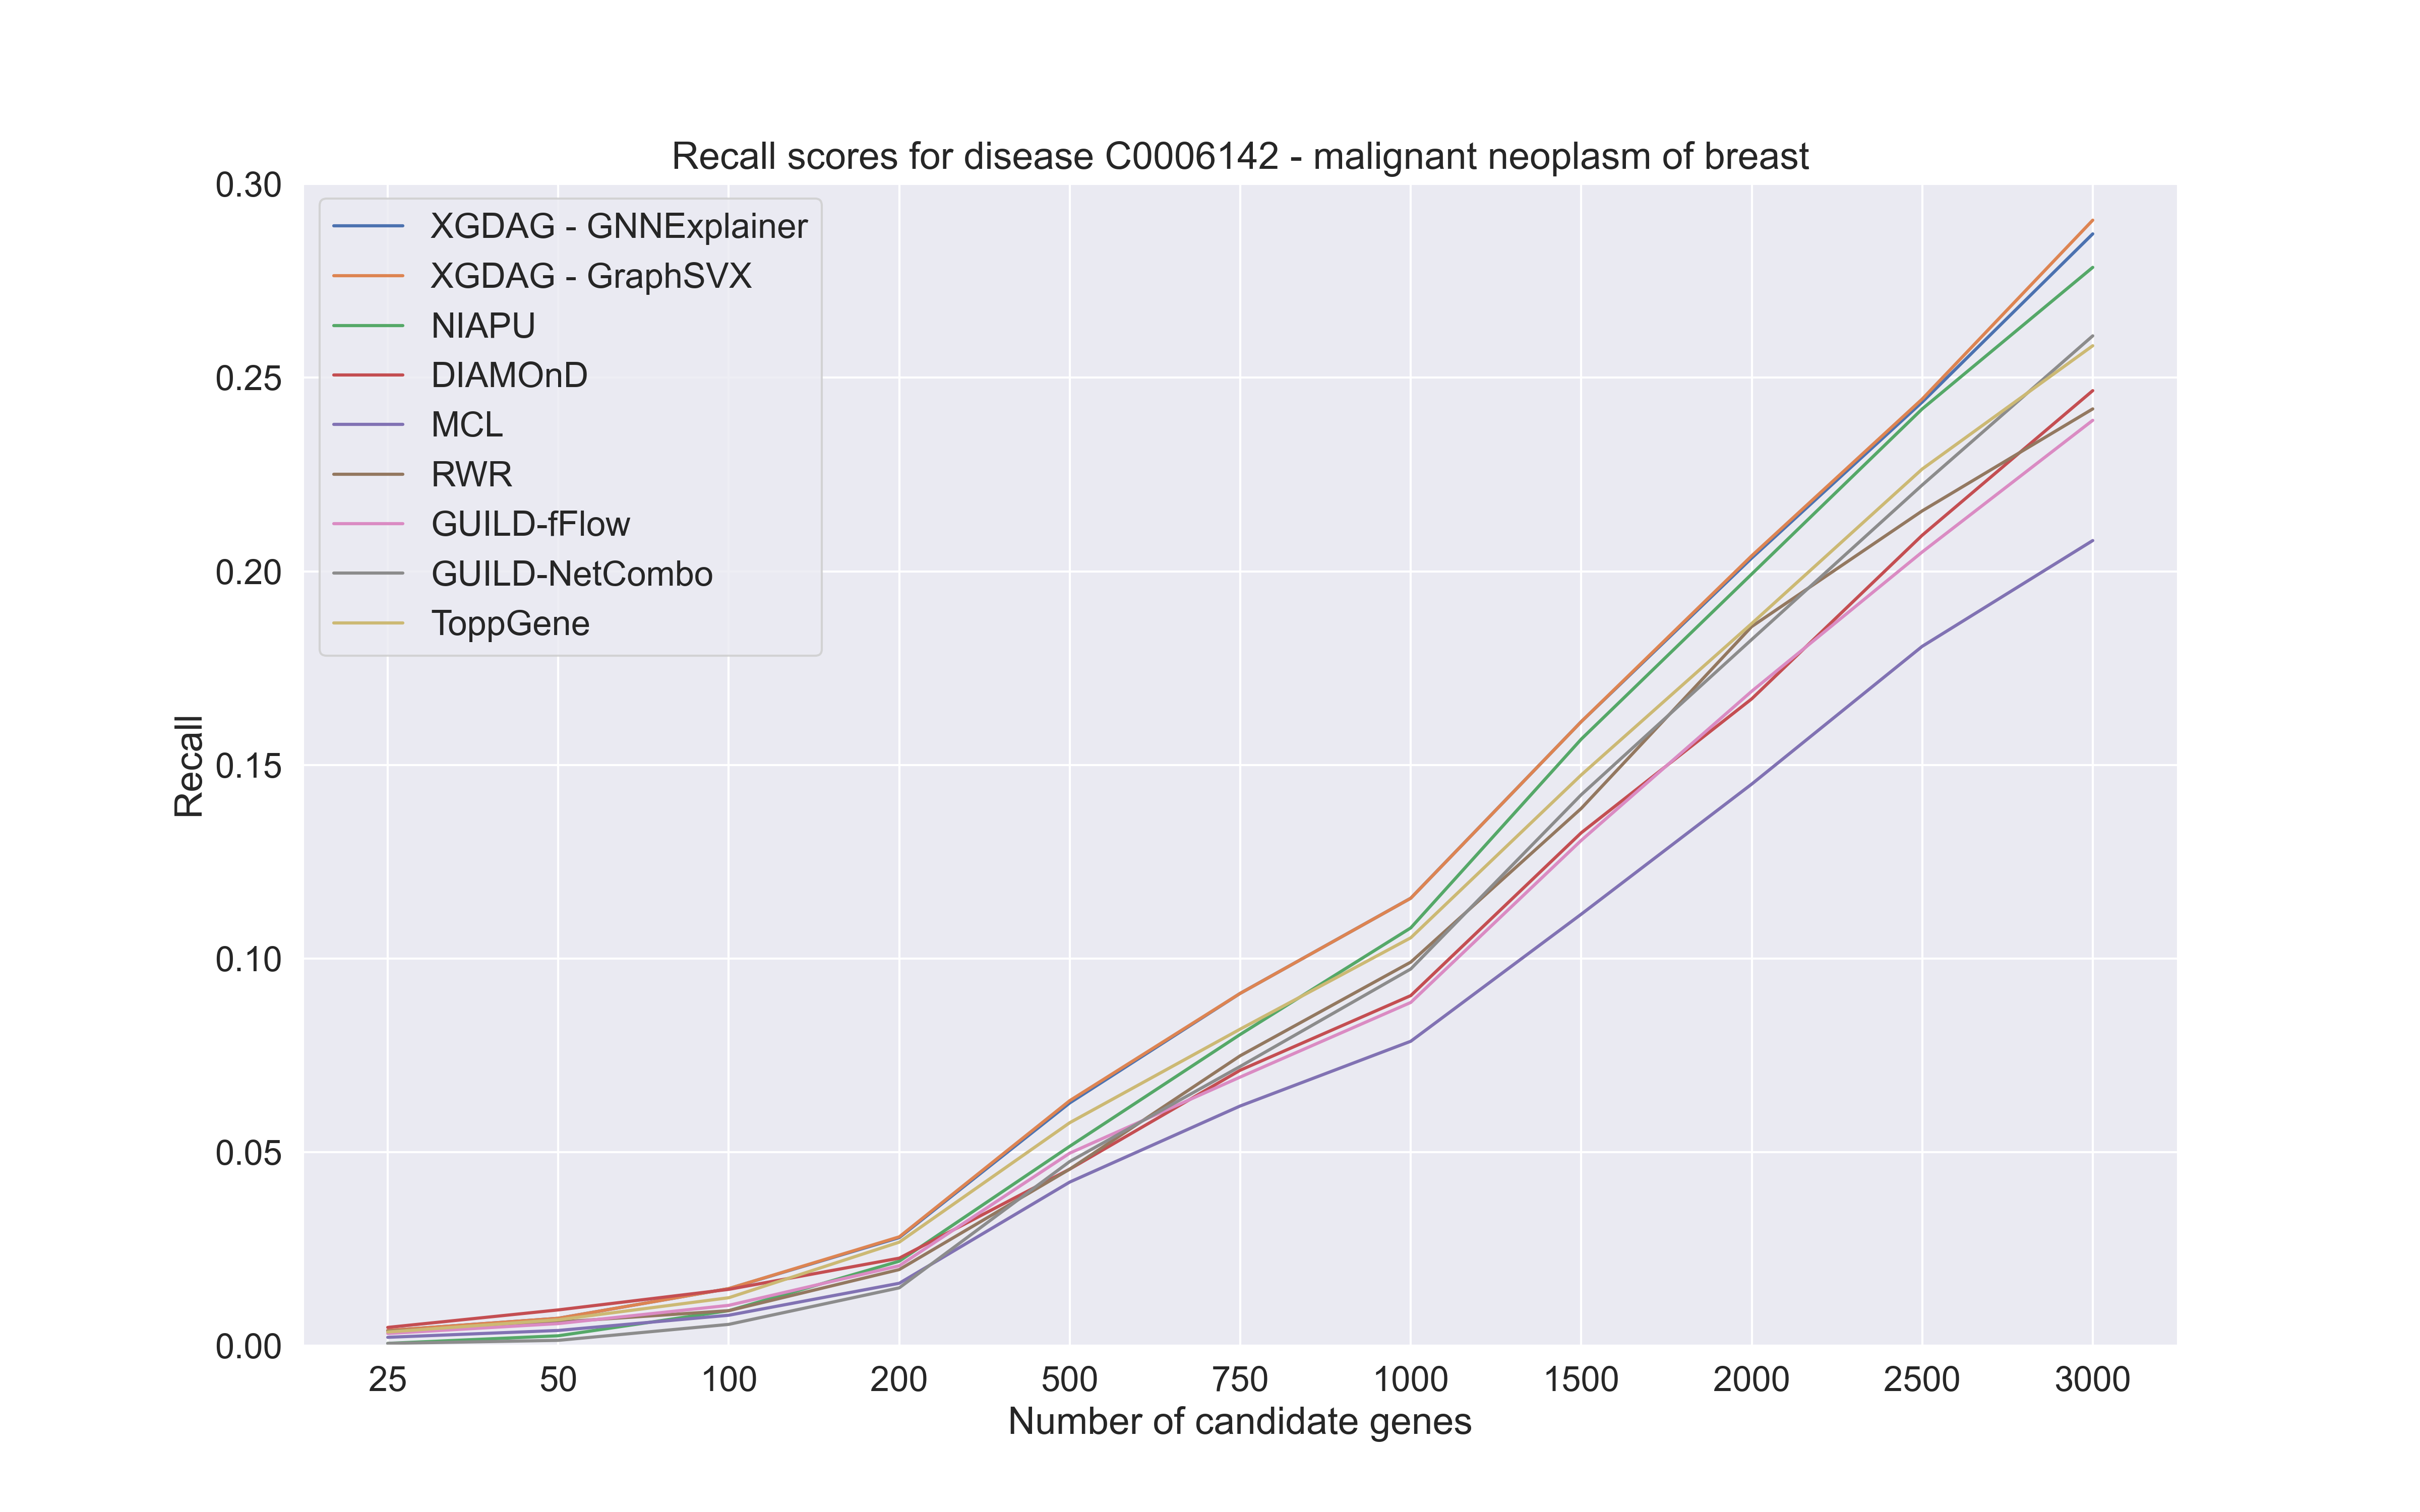 Recall scores for disease C0006142 - malignant neoplasm of breast
0.30
0.25
0.20
0.15
0.10
0.05
0.00
Recall
XGDAG - GNNExplainer
XGDAG - GraphSVX
NIAPU
DIAMOnD
MCL
RWR
GUILD-fFlow
GUILD-NetCombo
ToppGene
25 50 100 200 500 750 1000 1500 2000 2500 3000
Number of candidate genes